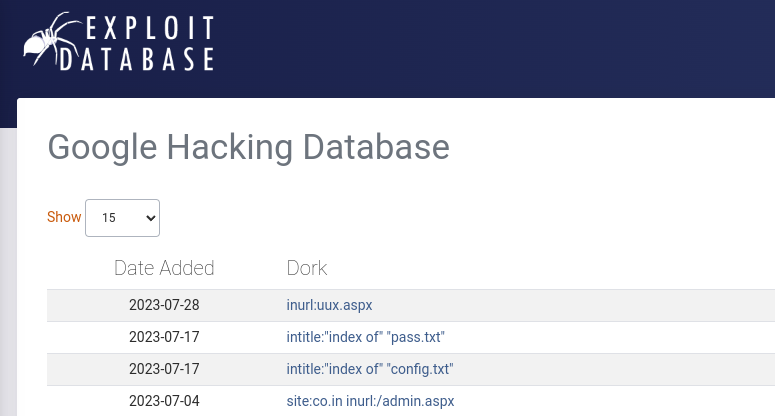 EXPLOIT
DATABASE
Google Hacking Database
Show 15
Date Added Dork
2023-07-28 inurl:uux.aspx
2023-07-17 intitle:"index of" "pass.txt"
2023-07-17 intitle:"index of" "config.txt"
2023-07-04 site:co.in inurl:/admin.aspx